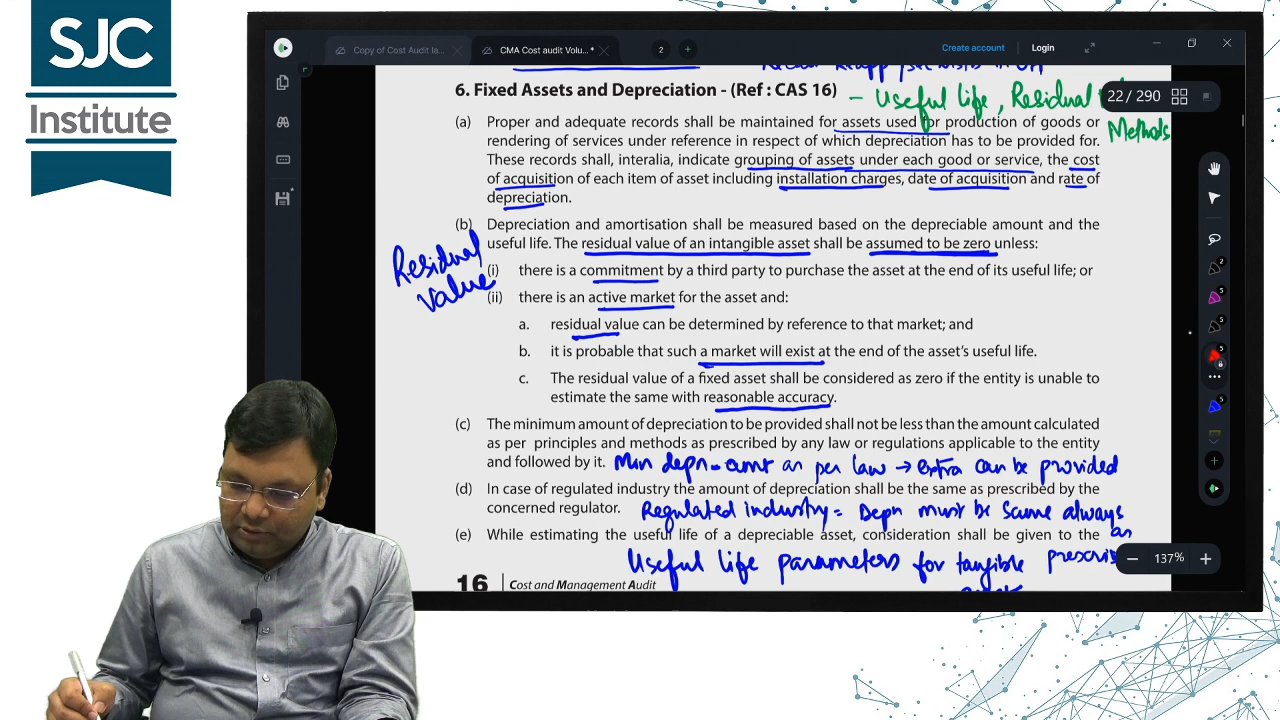 SJC
Institute
Copy of Cost Audit la...
CMA Cost audit Volu...*
2
Create account
Login
22 / 290
6. Fixed Assets and Depreciation - (Ref : CAS 16)
- Useful life, Residual
Methods
(a) Proper and adequate records shall be maintained for assets used for production of goods or
rendering of services under reference in respect of which depreciation has to be provided for.
These records shall, interalia, indicate grouping of assets under each good or service, the cost
of acquisition of each item of asset including installation charges, date of acquisition and rate of
depreciation.
(b) Depreciation and amortisation shall be measured based on the depreciable amount and the
useful life. The residual value of an intangible asset shall be assumed to be zero unless:
Residual
Value
(i) there is a commitment by a third party to purchase the asset at the end of its useful life; or
(ii) there is an active market for the asset and:
a. residual value can be determined by reference to that market; and
b. it is probable that such a market will exist at the end of the asset's useful life.
c. The residual value of a fixed asset shall be considered as zero if the entity is unable to
estimate the same with reasonable accuracy.
(c) The minimum amount of depreciation to be provided shall not be less than the amount calculated
as per principles and methods as prescribed by any law or regulations applicable to the entity
and followed by it.
Min depn - amt as per law → extra can be provided
(d) In case of regulated industry the amount of depreciation shall be the same as prescribed by the
concerned regulator.
Regulated industry = Depn must be same always
as
(e) While estimating the useful life of a depreciable asset, consideration shall be given to the
Useful life parameters for tangible
137%
16 Cost and Management Audit